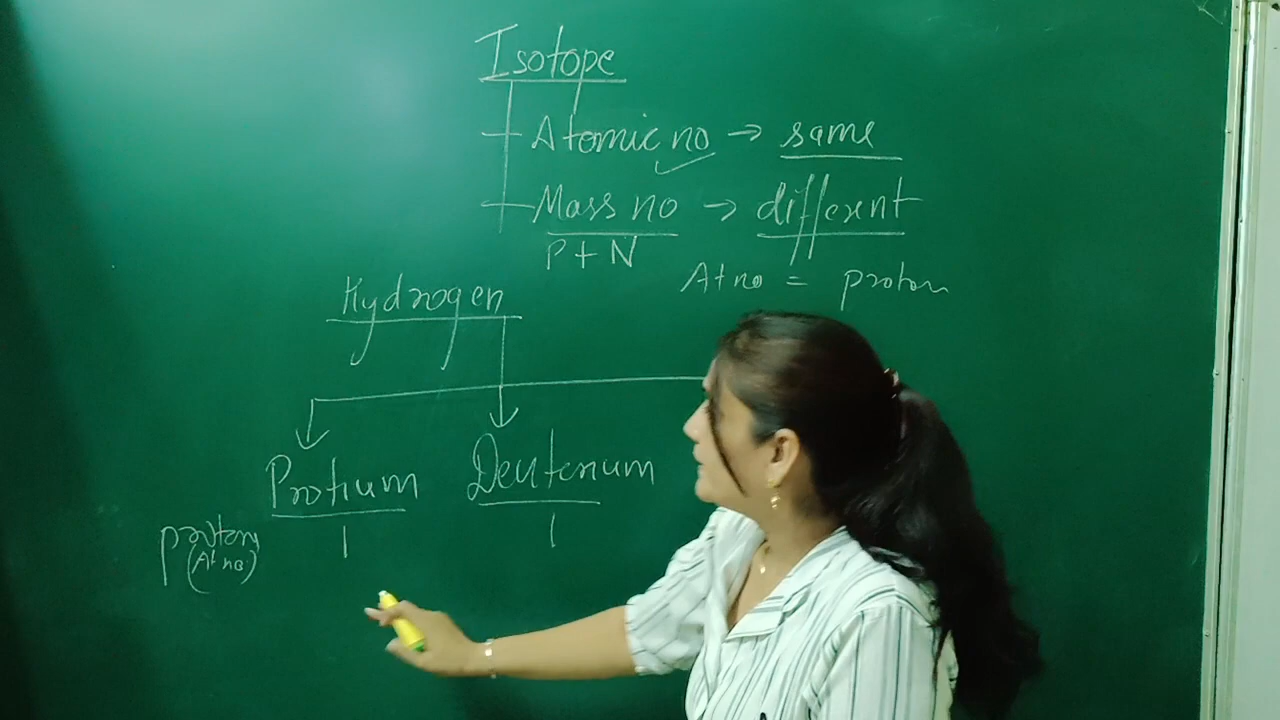 Isotope
Atomic no → same
Mass no → different
P + N
At no = proton
Hydrogen
Protium Deuterium
proton 1 1
(At no)